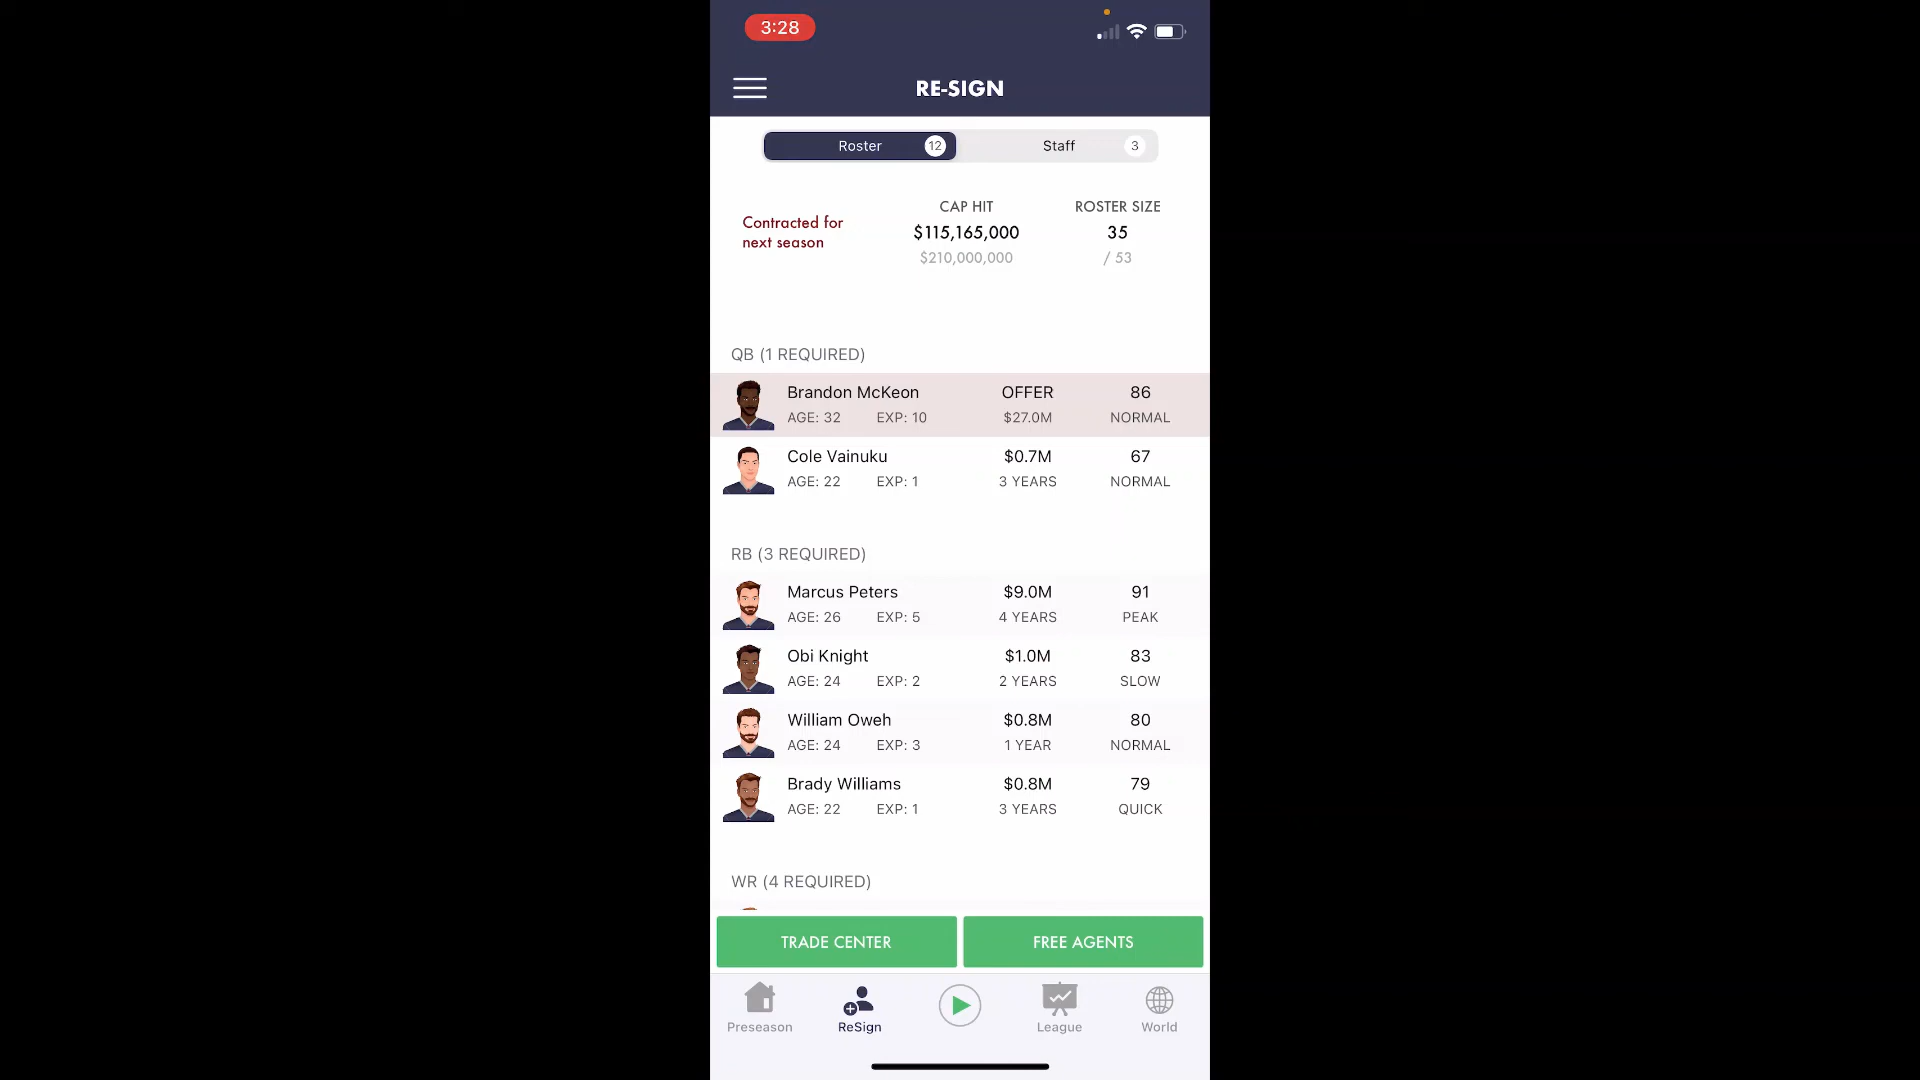 3:28
RE-SIGN
Roster 12 Staff 3
CAP HIT ROSTER SIZE
Contracted for
next season
$115,165,000 35
$210,000,000 / 53
QB (1 REQUIRED)
Brandon McKeon OFFER 86
AGE: 32 EXP: 10 $27.0M NORMAL
Cole Vainuku $0.7M 67
AGE: 22 EXP: 1 3 YEARS NORMAL
RB (3 REQUIRED)
Marcus Peters $9.0M 91
AGE: 26 EXP: 5 4 YEARS PEAK
Obi Knight $1.0M 83
AGE: 24 EXP: 2 2 YEARS SLOW
William Oweh $0.8M 80
AGE: 24 EXP: 3 1 YEAR NORMAL
Brady Williams $0.8M 79
AGE: 22 EXP: 1 3 YEARS QUICK
WR (4 REQUIRED)
TRADE CENTER FREE AGENTS
Preseason ReSign League World